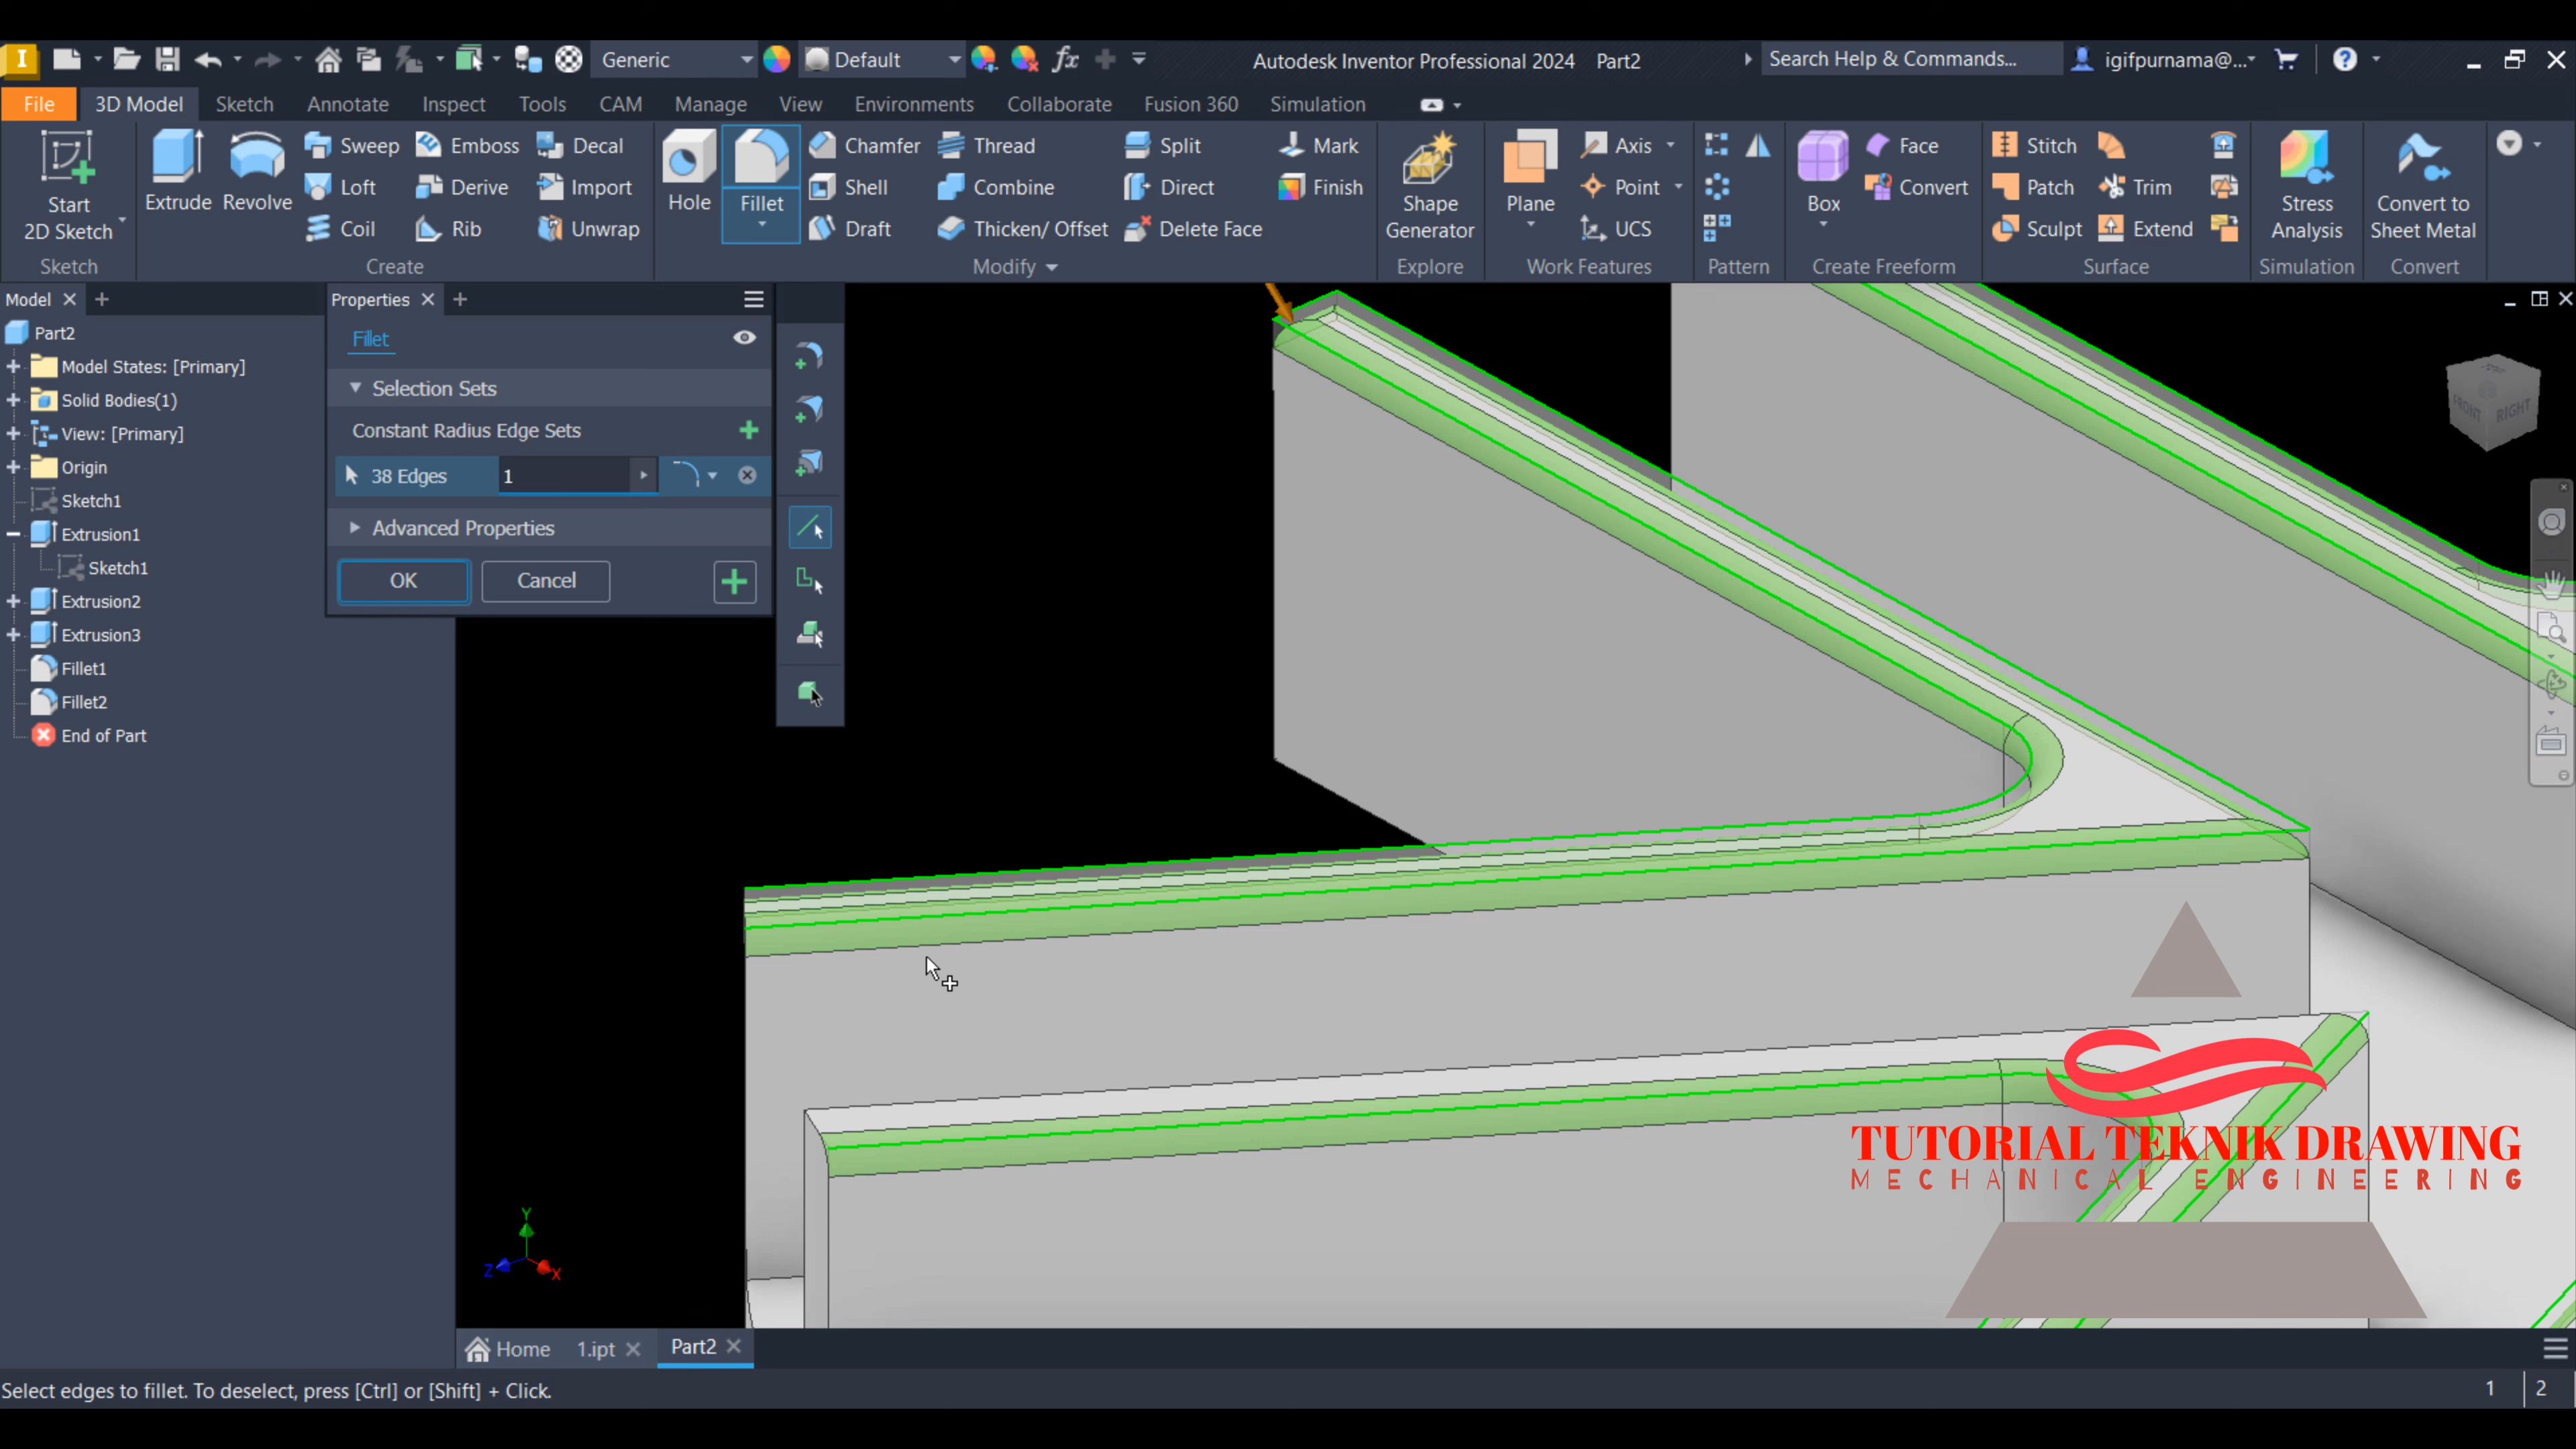 Generic
Default
Autodesk Inventor Professional 2024 Part2
Search Help & Commands...
igifpurnama@...
File 3D Model Sketch Annotate Inspect Tools CAM Manage View Environments Collaborate Fusion 360 Simulation
Start
2D Sketch
Sketch
Extrude
Revolve
Sweep
Loft
Coil
Emboss
Derive
Rib
Decal
Import
Unwrap
Create
Hole
Fillet
Chamfer
Shell
Draft
Thread
Combine
Thicken/ Offset
Split
Direct
Delete Face
Mark
Finish
Modify
Shape
Generator
Explore
Plane
Axis
Point
UCS
Work Features
Pattern
Box
Face
Convert
Create Freeform
Stitch
Patch
Sculpt
Trim
Extend
Surface
Stress
Analysis
Simulation
Convert to
Sheet Metal
Convert
Model
Part2
Model States: [Primary]
Solid Bodies(1)
View: [Primary]
Origin
Sketch1
Extrusion1
Sketch1
Extrusion2
Extrusion3
Fillet1
Fillet2
End of Part
Properties
Fillet
Selection Sets
Constant Radius Edge Sets
38 Edges 1
Advanced Properties
OK Cancel
FRONT RIGHT
Y
Z X
TUTORIAL TEKNIK DRAWING
MECHANICAL ENGINEERING
Home 1.ipt Part2
Select edges to fillet. To deselect, press [Ctrl] or [Shift] + Click.
1 2